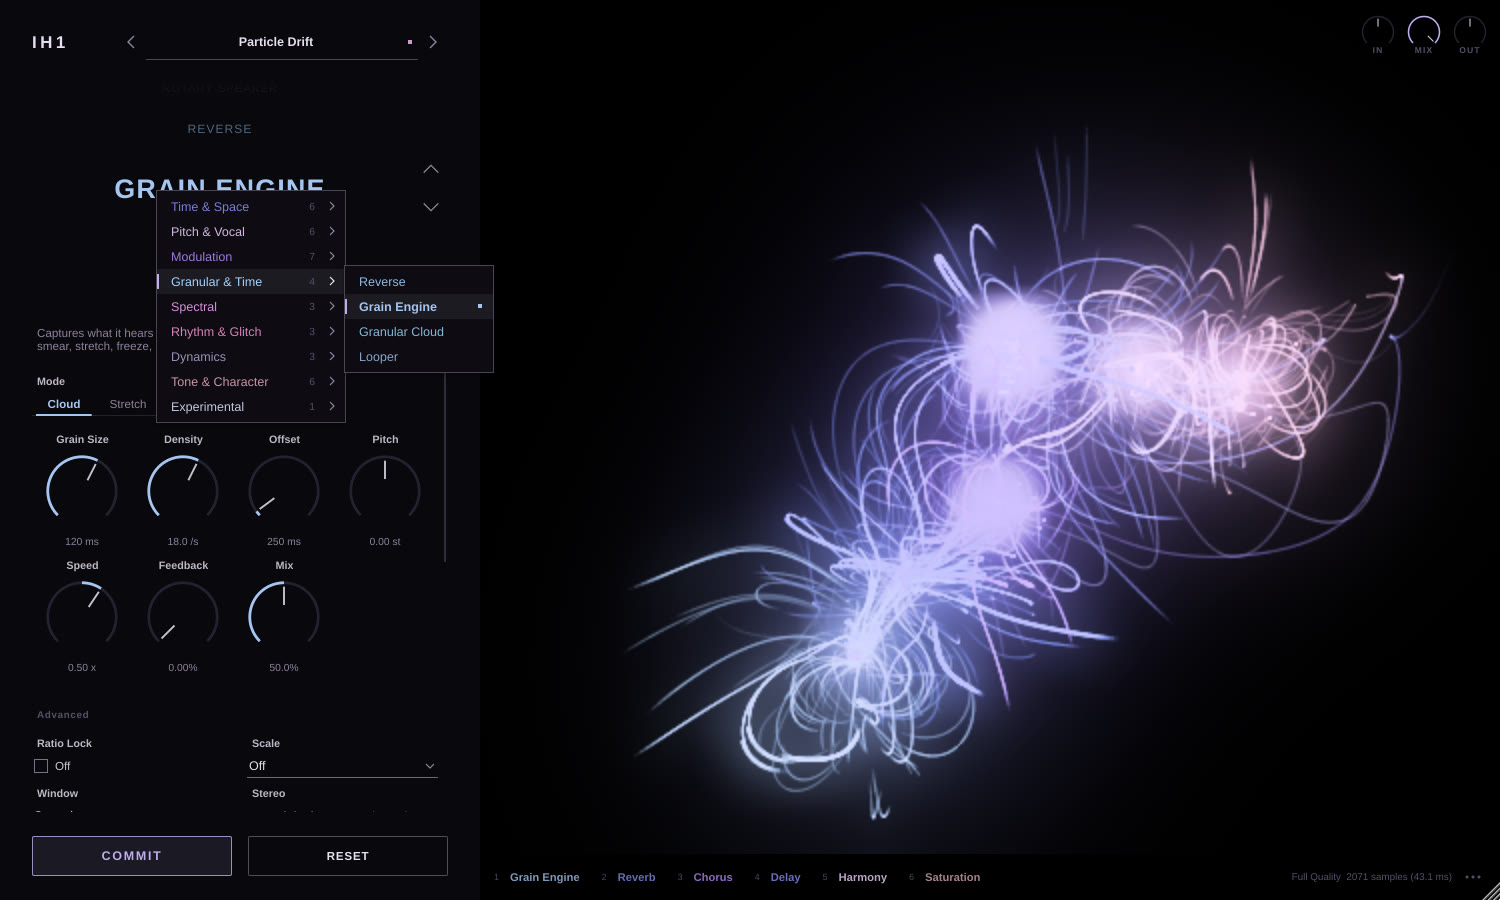 IH1
Particle Drift
IN
MIX
OUT
ROTARY SPEAKER
REVERSE
GRAIN ENGINE
Time & Space 6
Pitch & Vocal 6
Modulation 7
Granular & Time 4
Spectral 3
Rhythm & Glitch 3
Dynamics 3
Tone & Character 6
Experimental 1
Reverse
Grain Engine
Granular Cloud
Looper
Captures what it hears
smear, stretch, freeze,
Mode
Cloud Stretch
Grain Size Density Offset Pitch
120 ms 18.0 /s 250 ms 0.00 st
Speed Feedback Mix
0.50 x 0.00% 50.0%
Advanced
Ratio Lock Scale
Off Off
Window Stereo
COMMIT RESET
1 Grain Engine 2 Reverb 3 Chorus 4 Delay 5 Harmony 6 Saturation
Full Quality 2071 samples (43.1 ms)